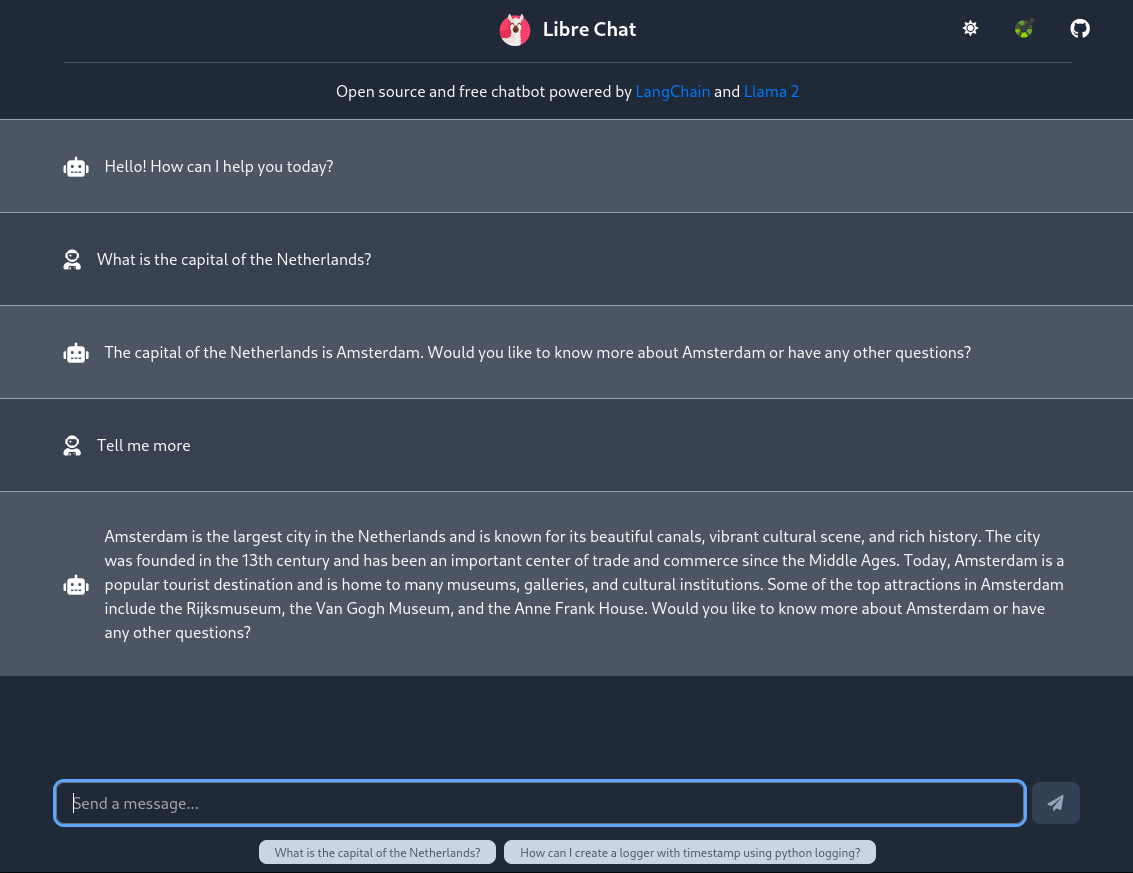 Libre Chat
Open source and free chatbot powered by LangChain and Llama 2
Hello! How can I help you today?
What is the capital of the Netherlands?
The capital of the Netherlands is Amsterdam. Would you like to know more about Amsterdam or have any other questions?
Tell me more
Amsterdam is the largest city in the Netherlands and is known for its beautiful canals, vibrant cultural scene, and rich history. The city
was founded in the 13th century and has been an important center of trade and commerce since the Middle Ages. Today, Amsterdam is a
popular tourist destination and is home to many museums, galleries, and cultural institutions. Some of the top attractions in Amsterdam
include the Rijksmuseum, the Van Gogh Museum, and the Anne Frank House. Would you like to know more about Amsterdam or have
any other questions?
Send a message...
What is the capital of the Netherlands?
How can I create a logger with timestamp using python logging?